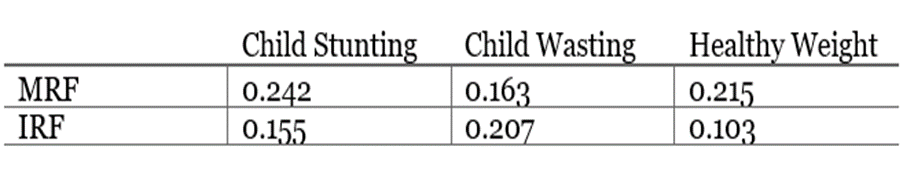 Child Stunting Child Wasting Healthy Weight
MRF 0.242 0.163 0.215
IRF 0.155 0.207 0.103